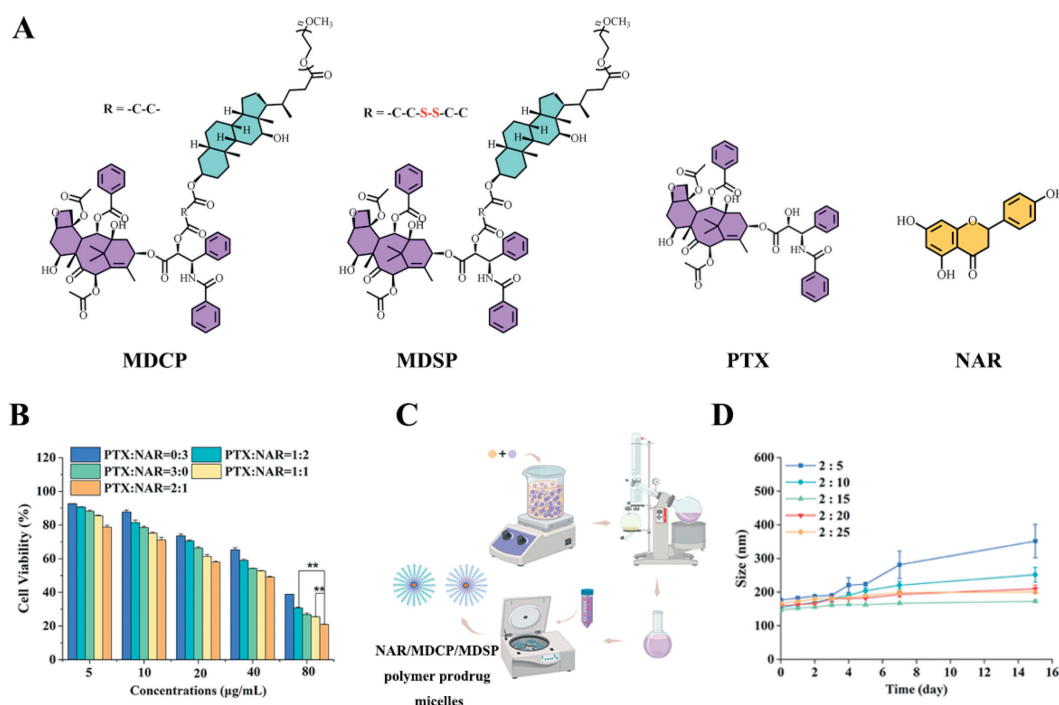 A
R = -C-C-
R = -C-C-S-S-C-C
MDCP
MDSP
PTX
NAR
O
OCH₃
n
O
O
H
H
H
H
OH
O
O
R
O
O
O
O
O
O
OH
HO
O
O
O
O
O
HN
O
O
OCH₃
n
O
O
H
H
H
H
OH
O
O
R
O
O
O
O
O
O
OH
HO
O
O
O
O
O
HN
O
O
O
O
O
O
OH
OH
HO
O
O
O
O
O
HN
O
OH
HO
O
OH
O
B
PTX:NAR=0:3
PTX:NAR=1:2
PTX:NAR=3:0
PTX:NAR=1:1
PTX:NAR=2:1
Cell Viability (%)
120
100
80
60
40
20
0
**
**
5
10
20
40
80
Concentrations (μg/mL)
C
+
NAR/MDCP/MDSP
polymer prodrug
micelles
D
2 : 5
2 : 10
2 : 15
2 : 20
2 : 25
Size (nm)
600
500
400
300
200
100
0
0
2
4
6
8
10
12
14
16
Time (day)